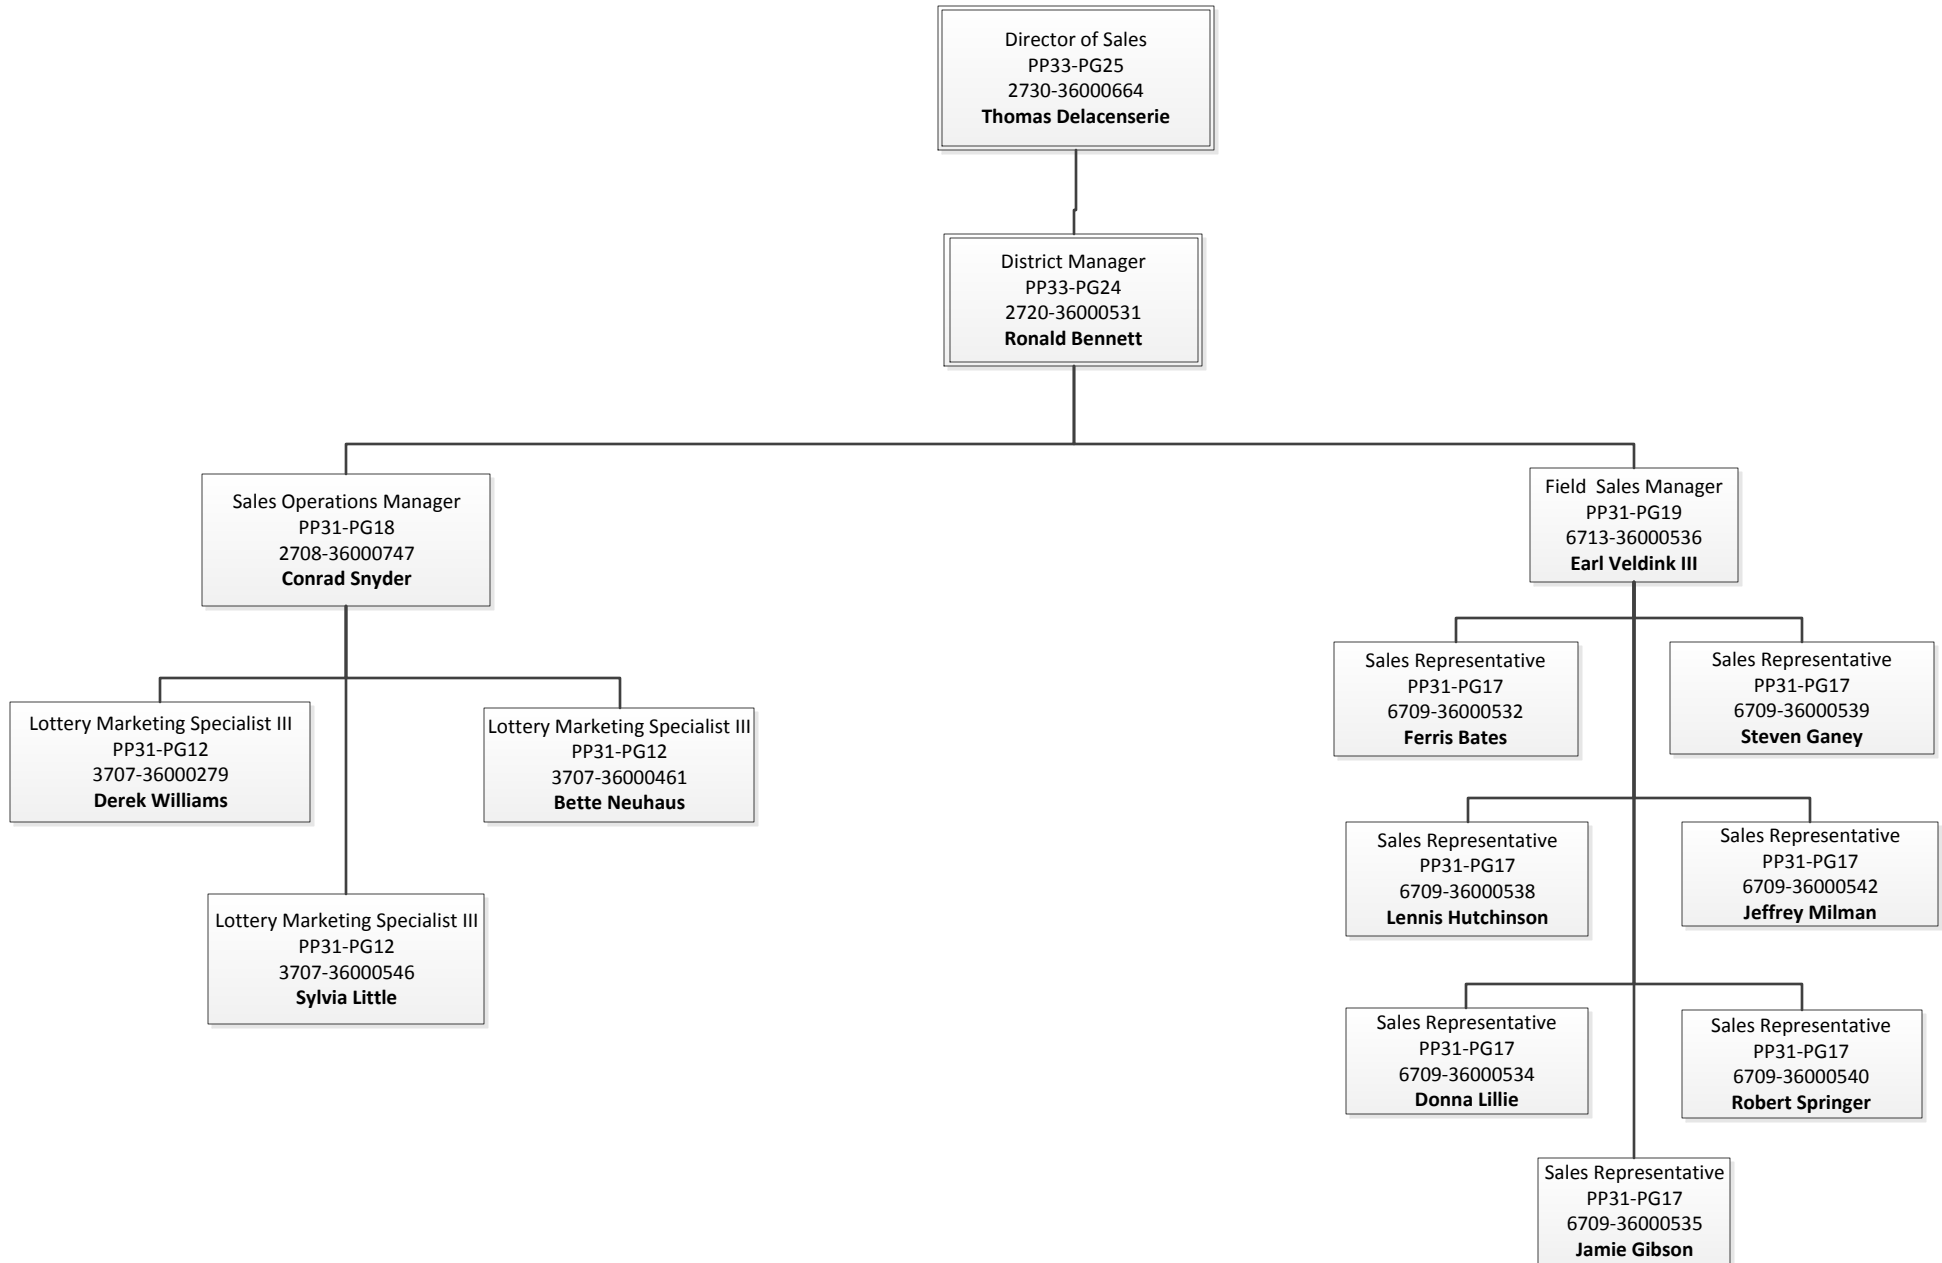 Director of Sales
PP33-PG25
2730-36000664
Thomas Delacenserie
District Manager
PP33-PG24
2720-36000531
Ronald Bennett
Sales Operations Manager
PP31-PG18
2708-36000747
Conrad Snyder
Field  Sales Manager
PP31-PG19
6713-36000536
Earl Veldink III
Lottery Marketing Specialist III
PP31-PG12
3707-36000279
Derek Williams
Lottery Marketing Specialist III
PP31-PG12
3707-36000461
Bette Neuhaus
Lottery Marketing Specialist III
PP31-PG12
3707-36000546
Sylvia Little
Sales Representative
PP31-PG17
6709-36000532
Ferris Bates
Sales Representative
PP31-PG17
6709-36000539
Steven Ganey
Sales Representative
PP31-PG17
6709-36000538
Lennis Hutchinson
Sales Representative
PP31-PG17
6709-36000542
Jeffrey Milman
Sales Representative
PP31-PG17
6709-36000534
Donna Lillie
Sales Representative
PP31-PG17
6709-36000540
Robert Springer
Sales Representative
PP31-PG17
6709-36000535
Jamie Gibson